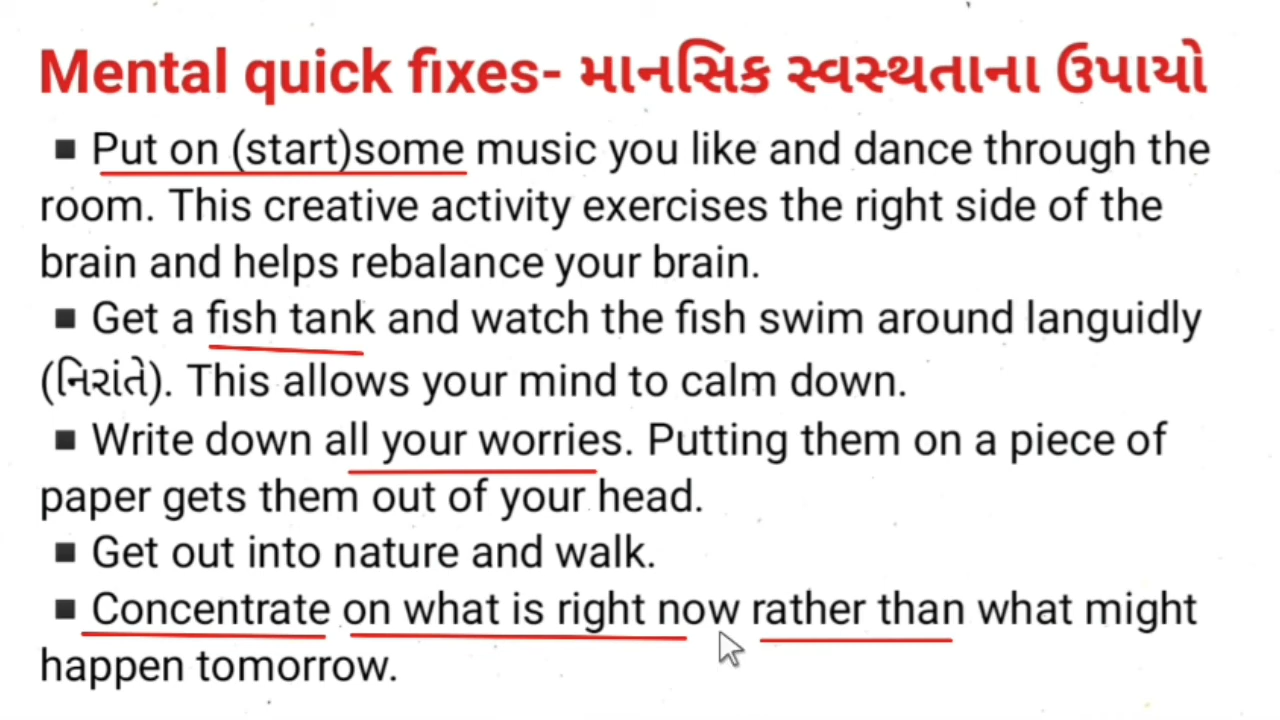 Mental quick fixes- માનસિક સ્વસ્થતાના ઉપાયો
▪ Put on (start)some music you like and dance through the
room. This creative activity exercises the right side of the
brain and helps rebalance your brain.
▪ Get a fish tank and watch the fish swim around languidly
(નિરાંતે). This allows your mind to calm down.
▪ Write down all your worries. Putting them on a piece of
paper gets them out of your head.
▪ Get out into nature and walk.
▪ Concentrate on what is right now rather than what might
happen tomorrow.